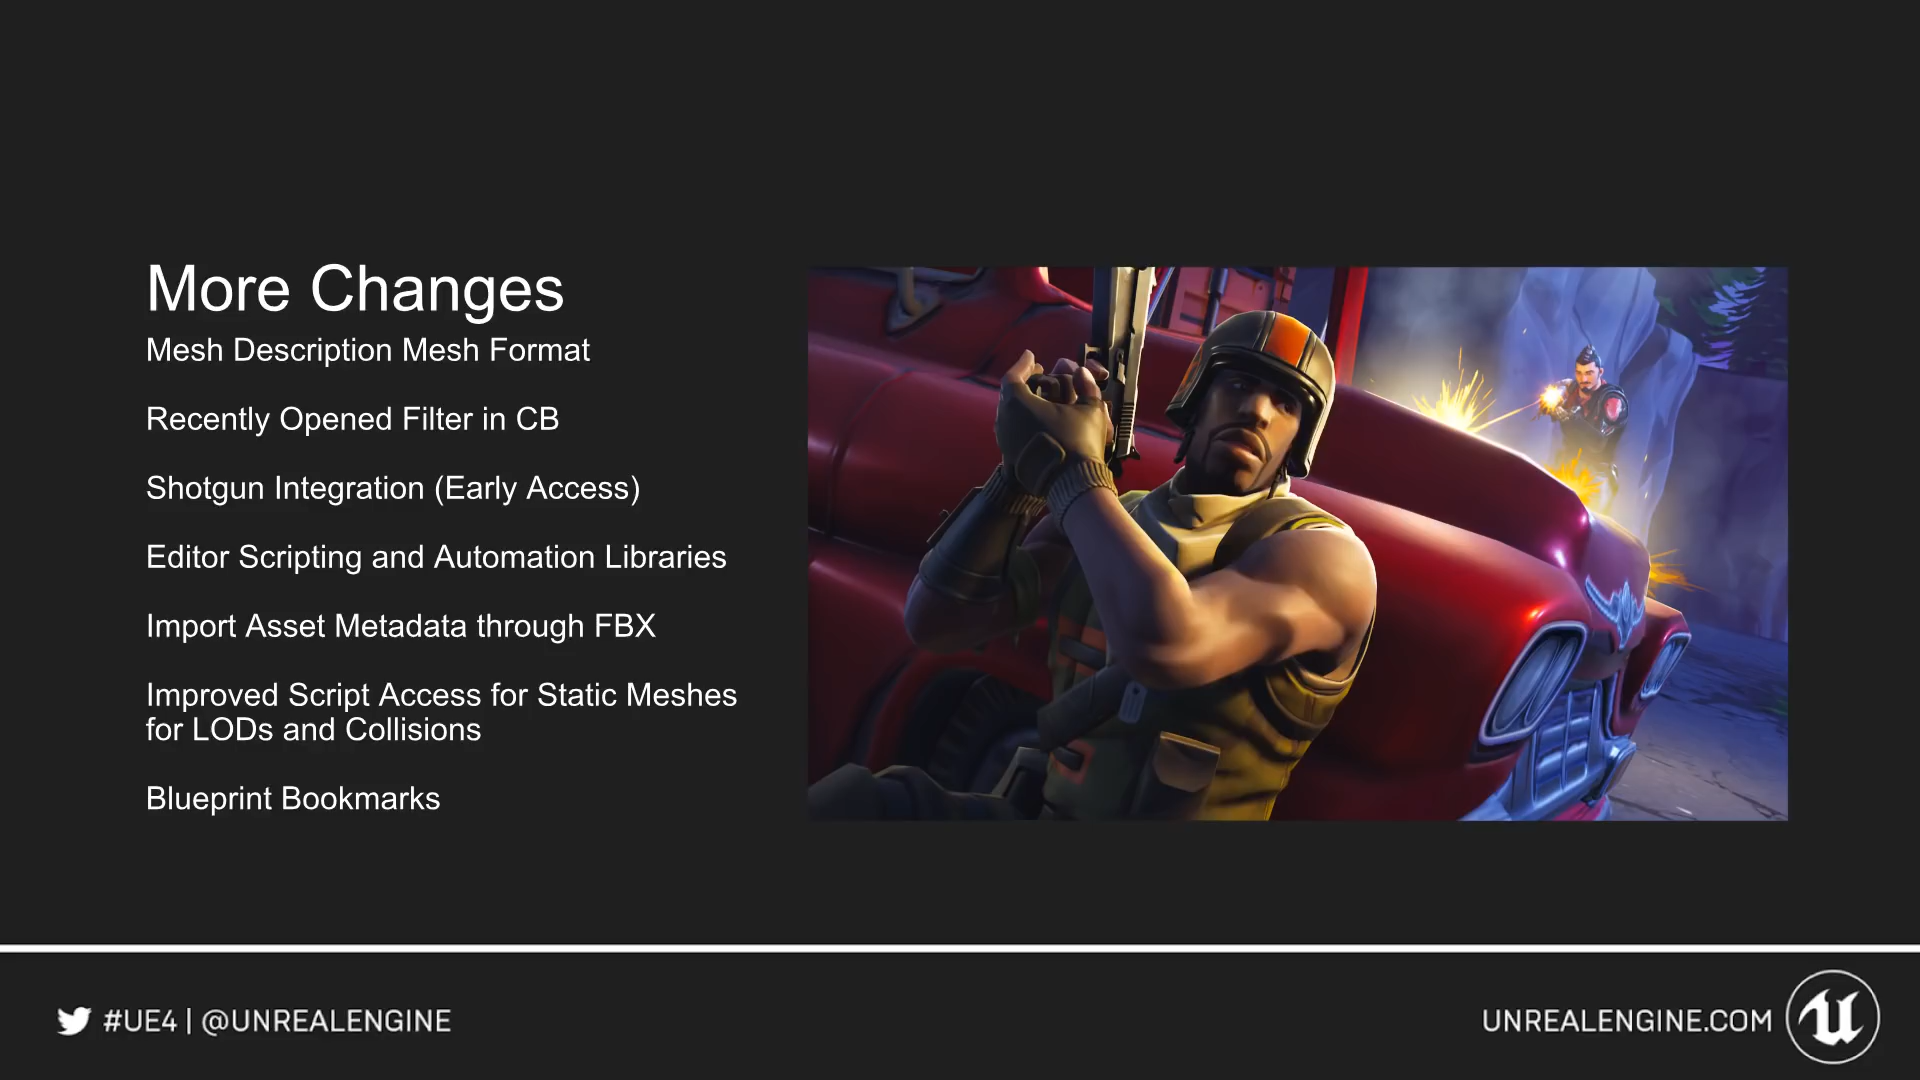 More Changes
Mesh Description Mesh Format
Recently Opened Filter in CB
Shotgun Integration (Early Access)
Editor Scripting and Automation Libraries
Import Asset Metadata through FBX
Improved Script Access for Static Meshes
for LODs and Collisions
Blueprint Bookmarks
#UE4 | @UNREALENGINE
UNREALENGINE.COM